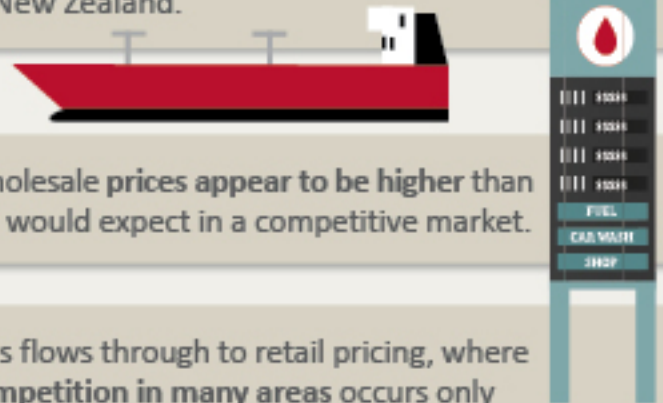 New Zealand.
holesale prices appear to be higher than
would expect in a competitive market.
s flows through to retail pricing, where
mpetition in many areas occurs only
FUEL
CAR WASH
SHOP